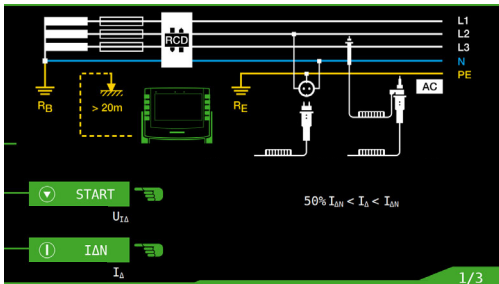 L1
L2
RCD
L3
N
PE
AC
R_B
> 20m
R_E
START
U_IΔ
50% I_ΔN < I_Δ < I_ΔN
IΔN
I_Δ
1/3